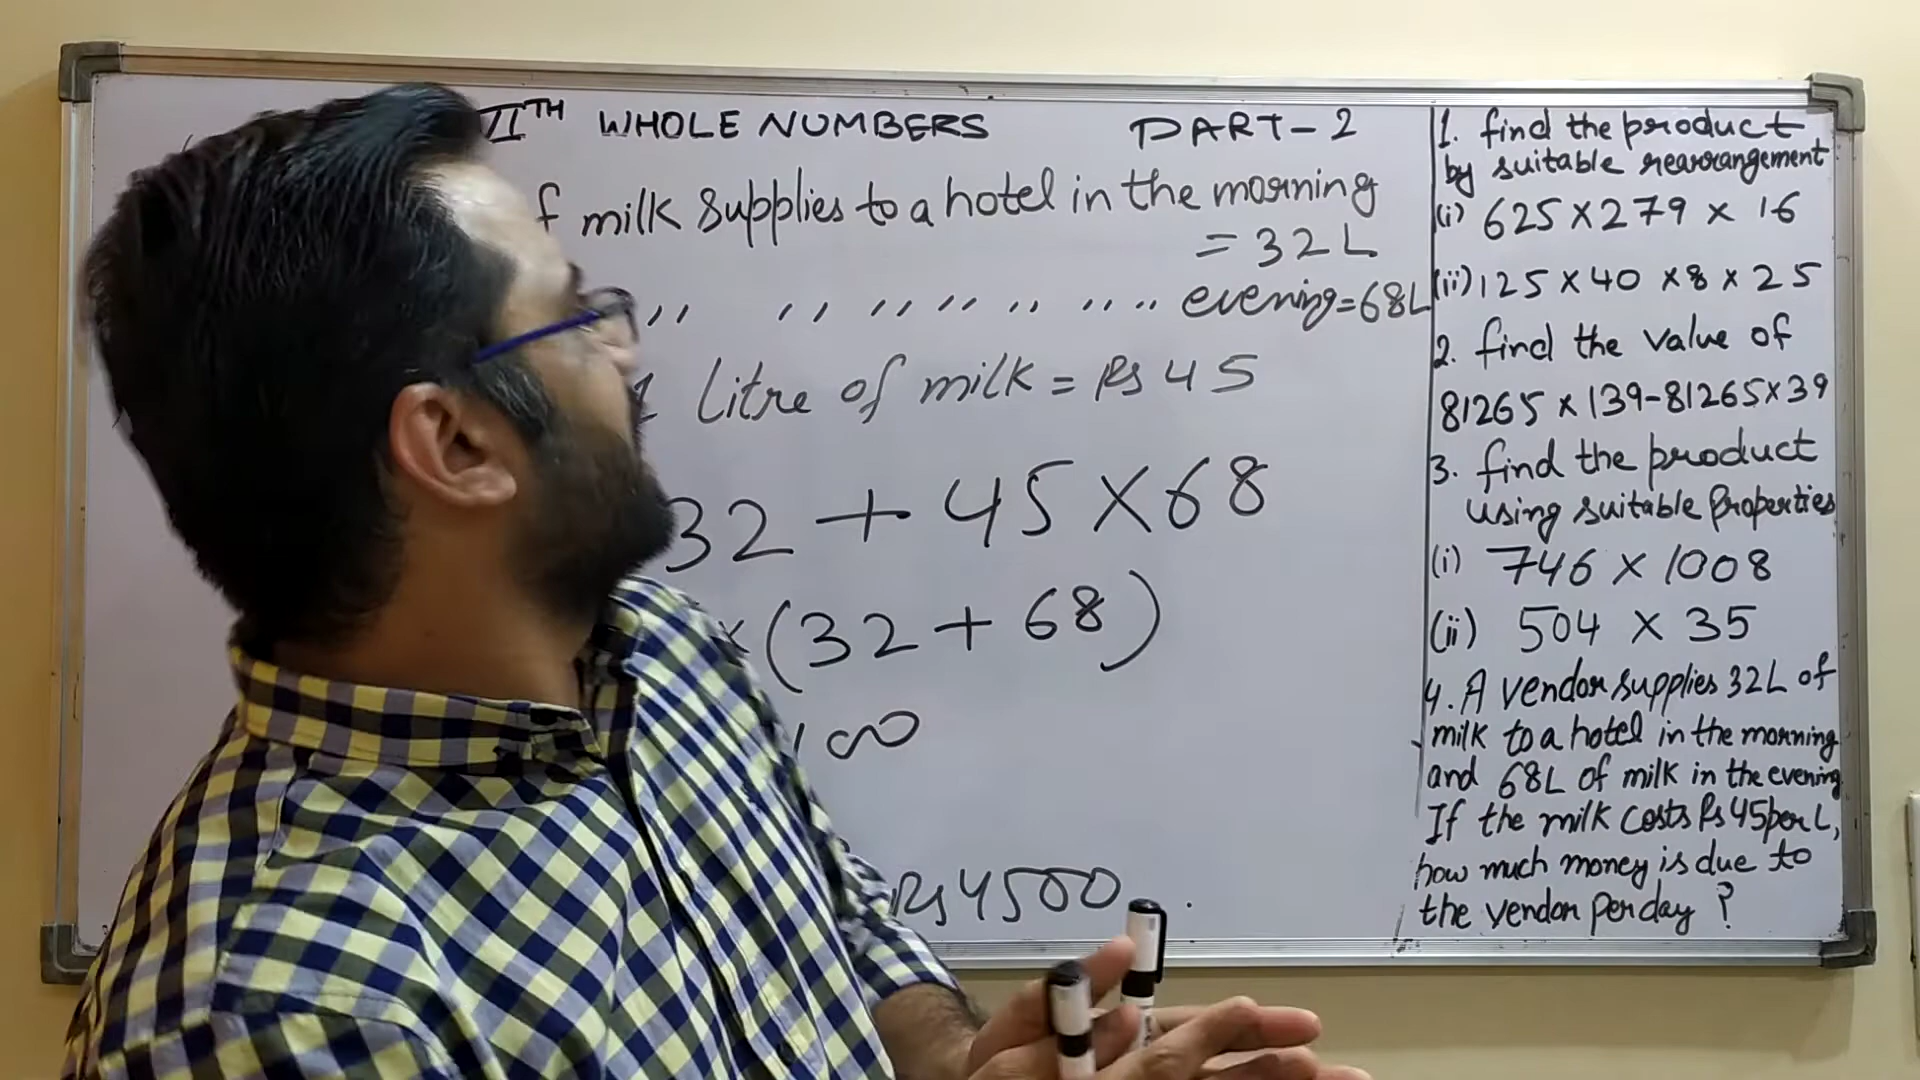 IITH WHOLE NUMBERS PART-2
f milk supplies to a hotel in the morning
= 32L
,, ,, ,, ,, ,, ,, .. evening=68L
1 Litre of milk = Rs 45
32 + 45×68
×(32 + 68)
100
Rs 4500
1. find the product
by suitable rearrangement
(i) 625×279 × 16
(ii) 125 × 40 × 8 × 25
2. find the value of
81265 × 139-81265×39
3. find the product
using suitable Properties
(i) 746 × 1008
(ii) 504 × 35
4. A vendor supplies 32L of
milk to a hotel in the morning
and 68L of milk in the evening
If the milk costs Rs 45 per L,
how much money is due to
the vendor per day ?